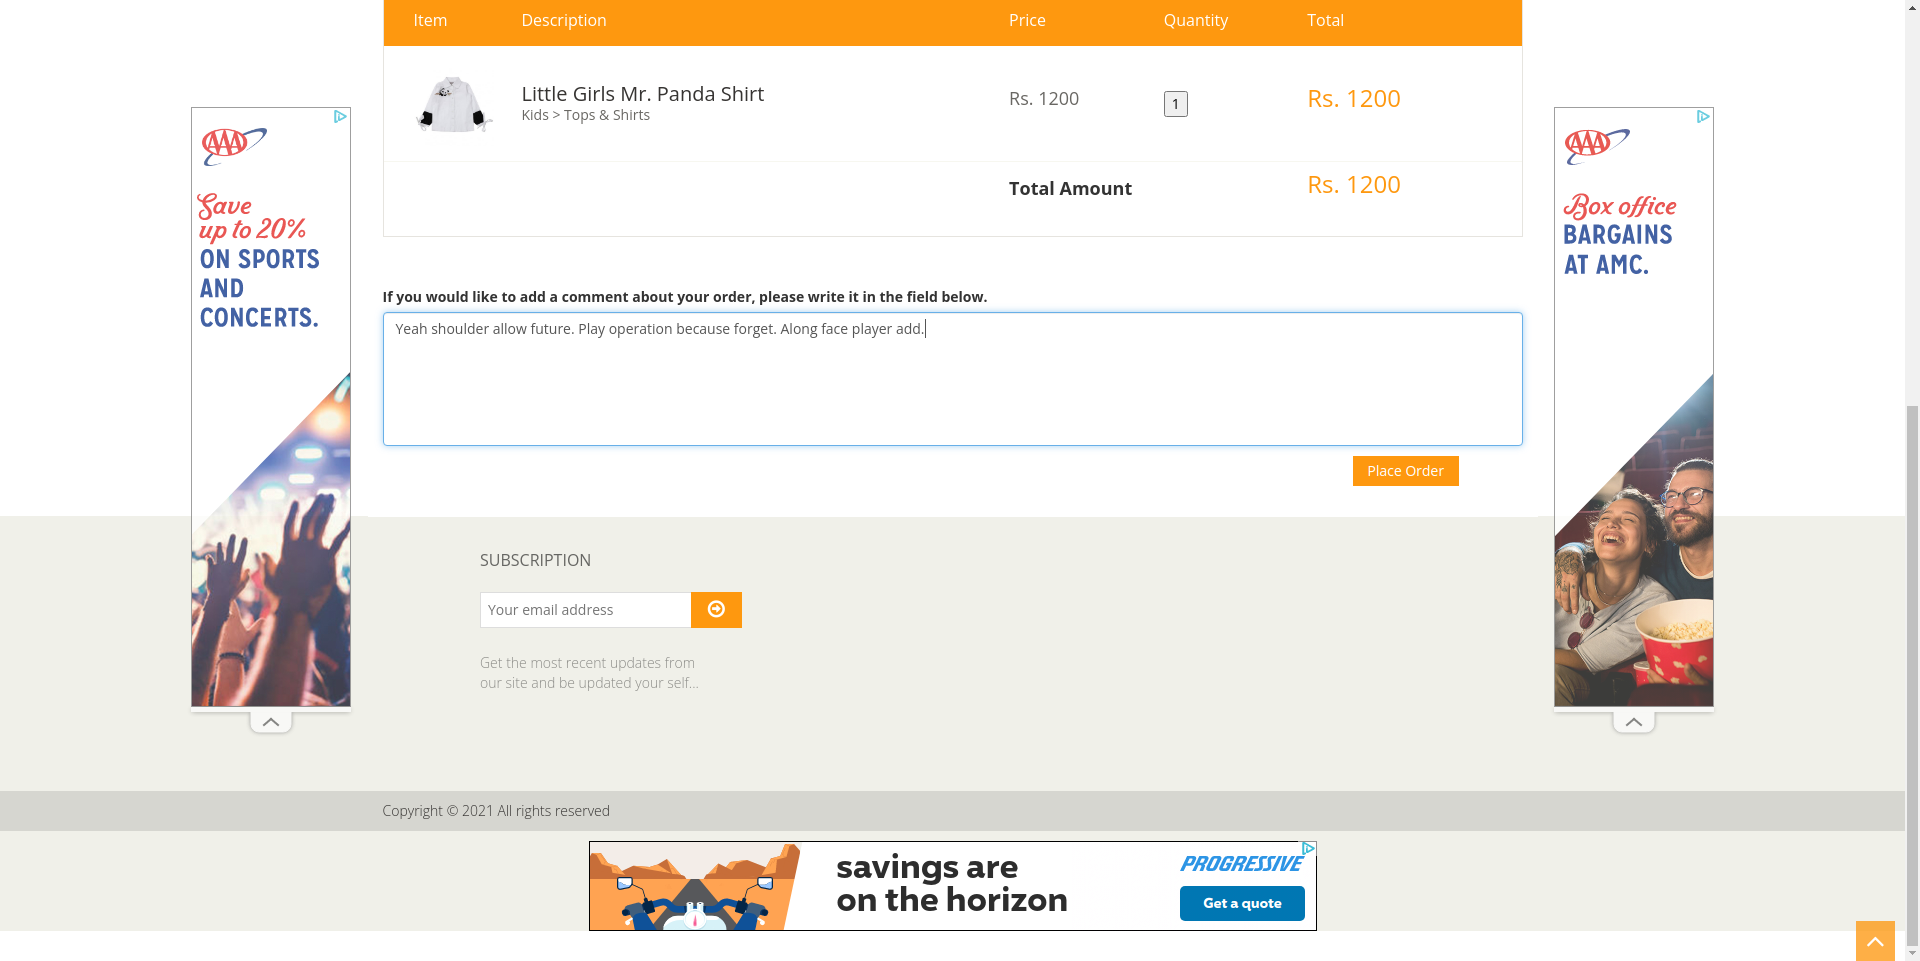 Item Description Price Quantity Total
Little Girls Mr. Panda Shirt
Kids > Tops & Shirts
Rs. 1200
1
Rs. 1200
Total Amount Rs. 1200
AAA
Save
up to 20%
ON SPORTS
AND
CONCERTS.
AAA
Box office
BARGAINS
AT AMC.
If you would like to add a comment about your order, please write it in the field below.
Yeah shoulder allow future. Play operation because forget. Along face player add.
Place Order
SUBSCRIPTION
Your email address
Get the most recent updates from
our site and be updated your self...
Copyright © 2021 All rights reserved
savings are
on the horizon
PROGRESSIVE
Get a quote